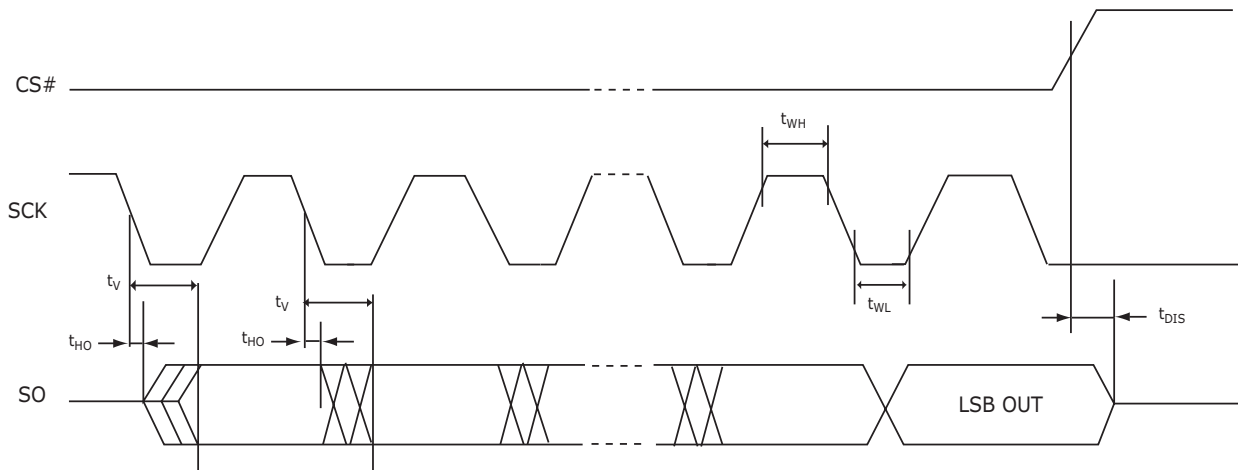 CS#
tWH
SCK
tV
tV
tWL
tHO
tHO
tDIS
SO
LSB OUT